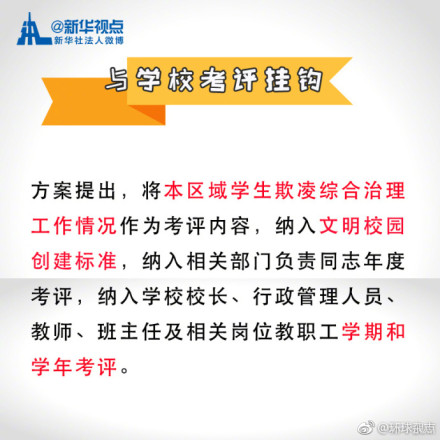 @新华视点
新华社法人微博
与学校考评挂钩
方案提出，将本区域学生欺凌综合治理
工作情况作为考评内容，纳入文明校园
创建标准，纳入相关部门负责同志年度
考评，纳入学校校长、行政管理人员、
教师、班主任及相关岗位教职工学期和
学年考评。